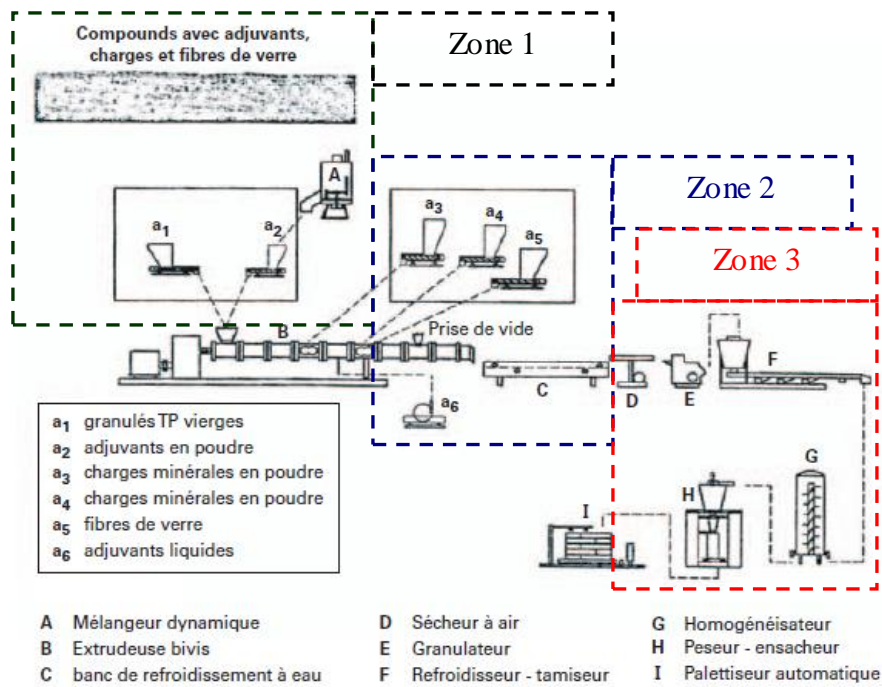 Compounds avec adjuvants,
charges et fibres de verre
Zone 1
Zone 2
Zone 3
A
a1
a2
a3
a4
a5
B
Prise de vide
a6
C
D
E
F
G
H
I
a1 granulés TP vierges
a2 adjuvants en poudre
a3 charges minérales en poudre
a4 charges minérales en poudre
a5 fibres de verre
a6 adjuvants liquides
A Mélangeur dynamique
B Extrudeuse bivis
C banc de refroidissement à eau
D Sécheur à air
E Granulateur
F Refroidisseur - tamiseur
G Homogénéisateur
H Peseur - ensacheur
I Palettiseur automatique